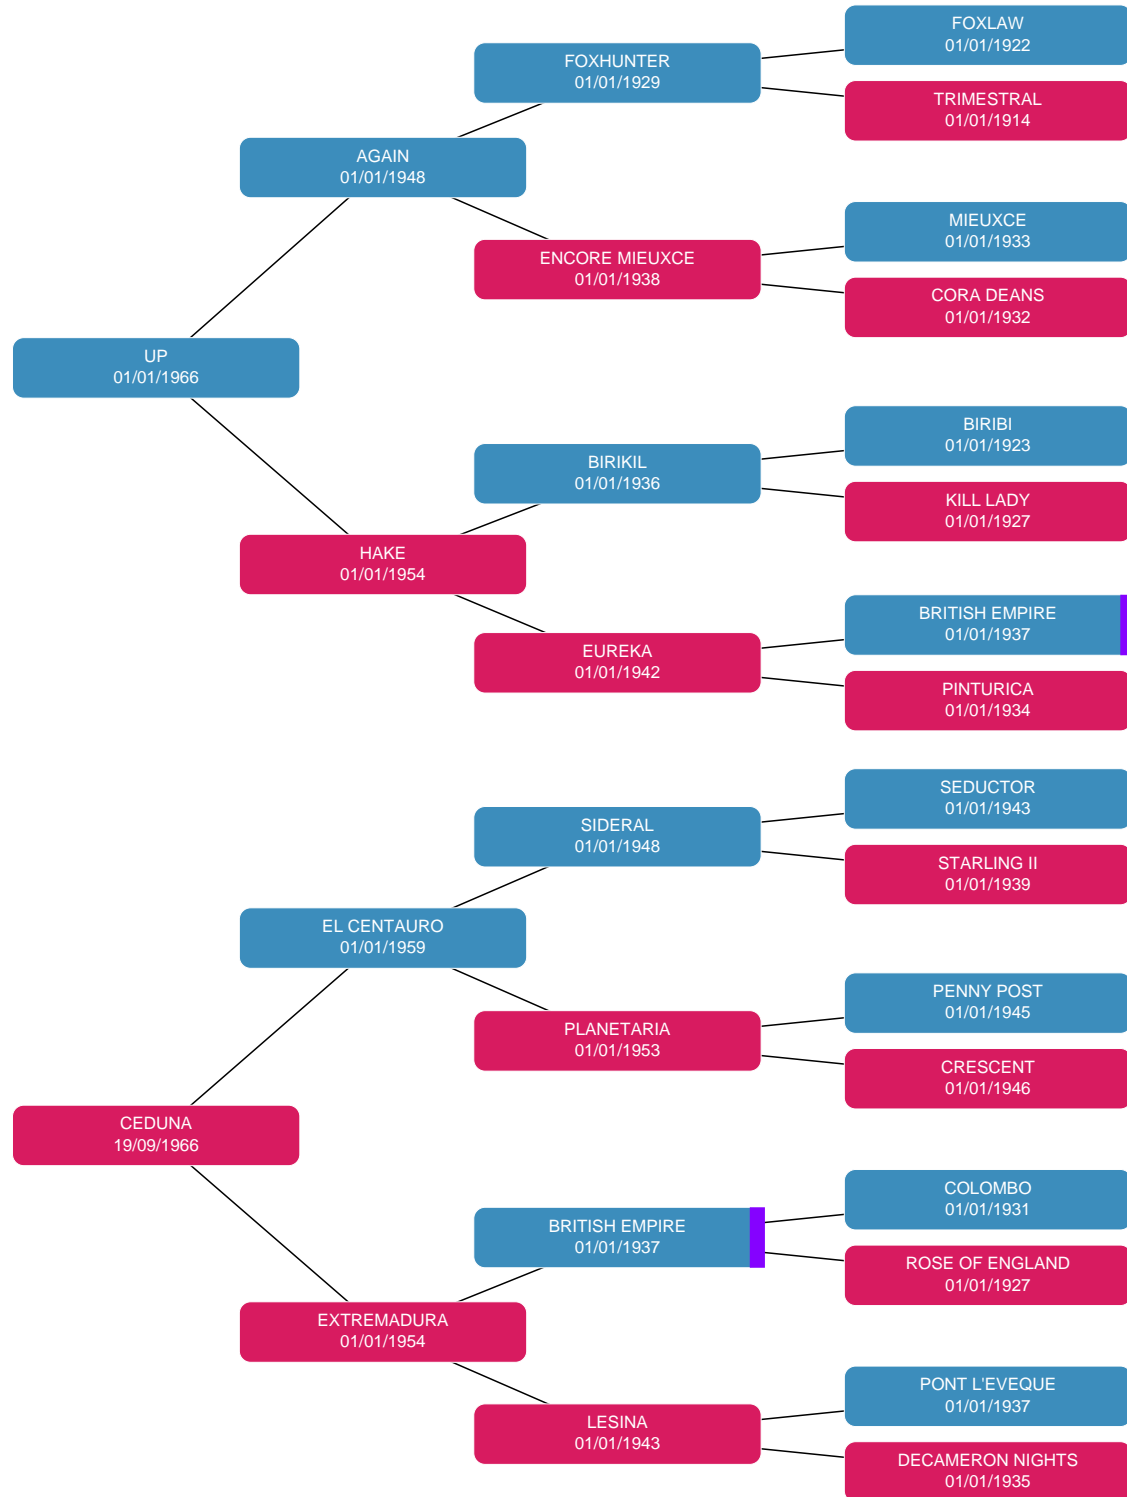 FOXLAW
01/01/1922
FOXHUNTER
01/01/1929
TRIMESTRAL
01/01/1914
AGAIN
01/01/1948
MIEUXCE
01/01/1933
ENCORE MIEUXCE
01/01/1938
CORA DEANS
01/01/1932
UP
01/01/1966
BIRIBI
01/01/1923
BIRIKIL
01/01/1936
KILL LADY
01/01/1927
HAKE
01/01/1954
BRITISH EMPIRE
01/01/1937
EUREKA
01/01/1942
PINTURICA
01/01/1934
SEDUCTOR
01/01/1943
SIDERAL
01/01/1948
STARLING II
01/01/1939
EL CENTAURO
01/01/1959
PENNY POST
01/01/1945
PLANETARIA
01/01/1953
CRESCENT
01/01/1946
CEDUNA
19/09/1966
COLOMBO
01/01/1931
BRITISH EMPIRE
01/01/1937
ROSE OF ENGLAND
01/01/1927
EXTREMADURA
01/01/1954
PONT L'EVEQUE
01/01/1937
LESINA
01/01/1943
DECAMERON NIGHTS
01/01/1935